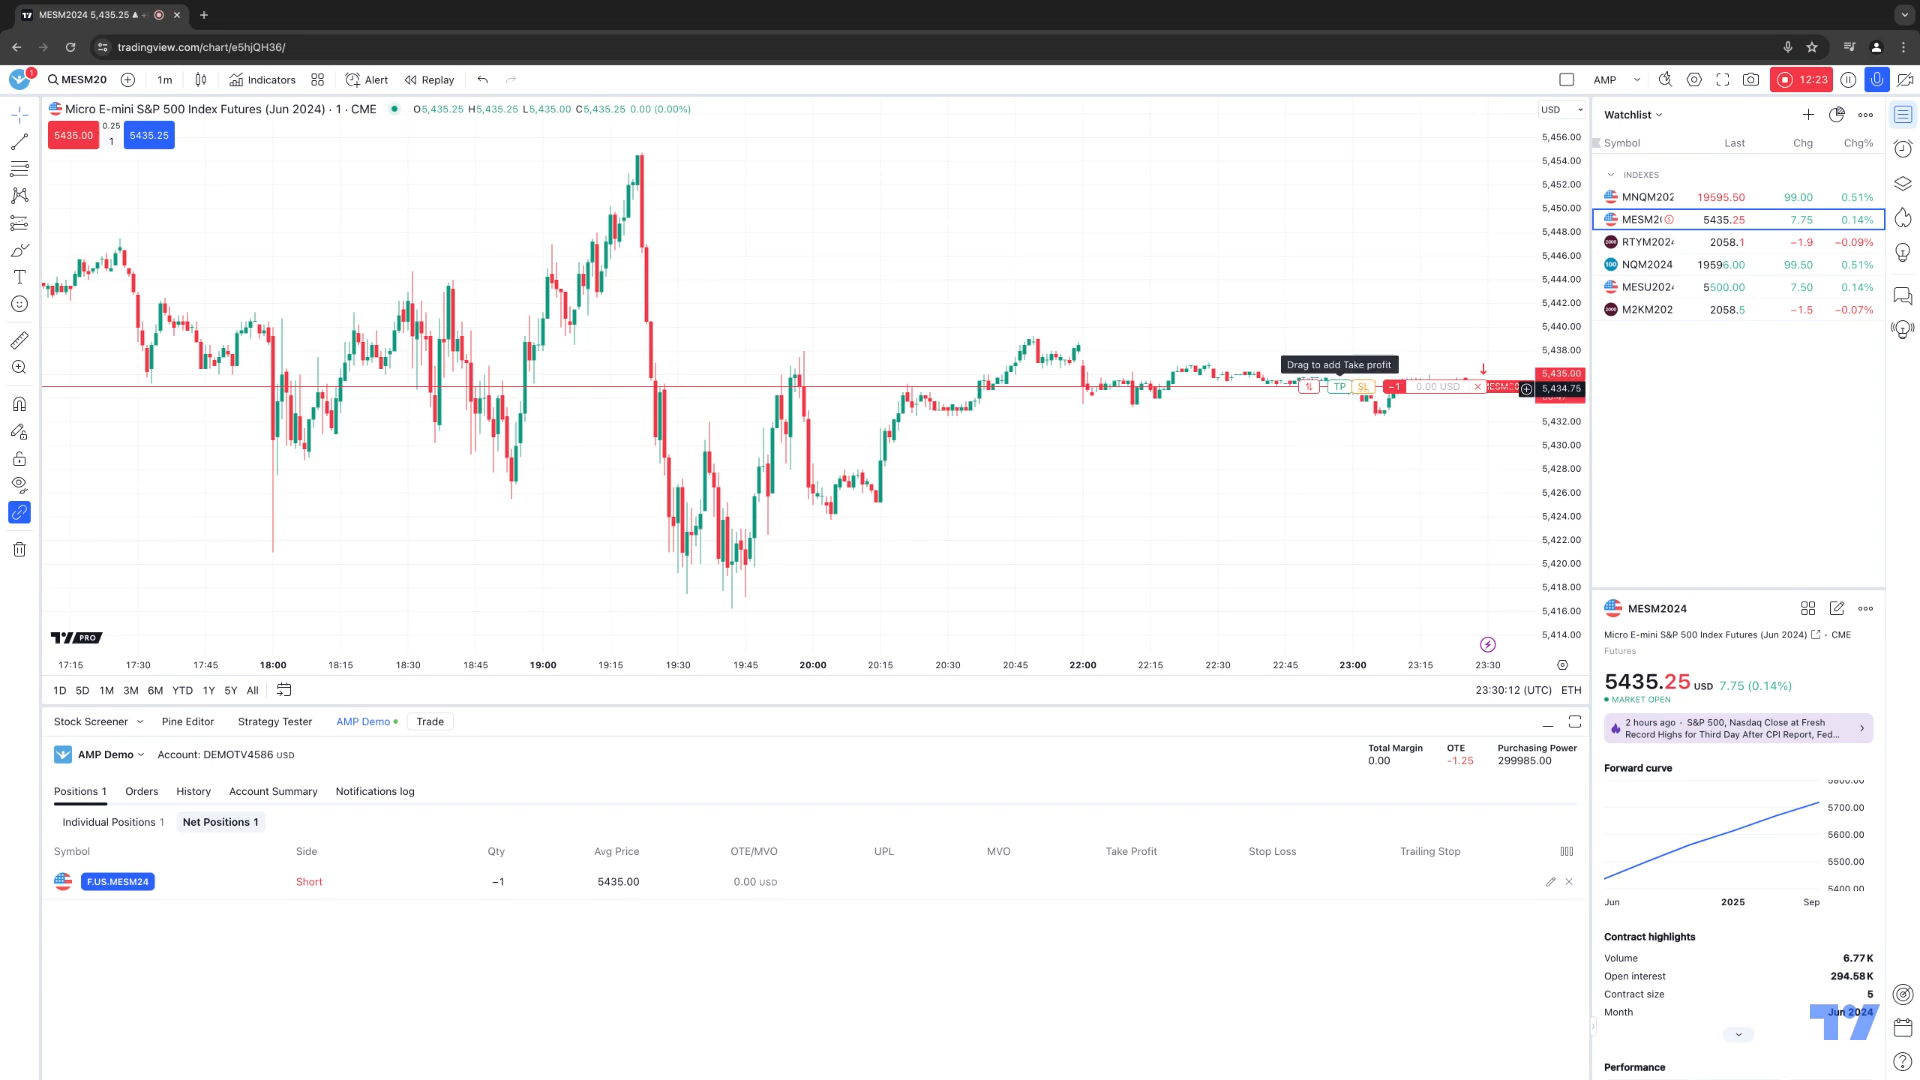 MESM2024 5,435.25
tradingview.com/chart/e5hjQH36/
1
MESM20
1m
Indicators
Alert
Replay
AMP
12:23
Micro E-mini S&P 500 Index Futures (Jun 2024) · 1 · CME
O5,435.25 H5,435.25 L5,435.00 C5,435.25 0.00 (0.00%)
USD
5435.00
0.25
1
5435.25
5,456.00
5,454.00
5,452.00
5,450.00
5,448.00
5,446.00
5,444.00
5,442.00
5,440.00
5,438.00
5,435.00
5,434.75
5,432.00
5,430.00
5,428.00
5,426.00
5,424.00
5,422.00
5,420.00
5,418.00
5,416.00
5,414.00
Drag to add Take profit
TP
SL
−1
0.00 USD
PRO
17:15
17:30
17:45
18:00
18:15
18:30
18:45
19:00
19:15
19:30
19:45
20:00
20:15
20:30
20:45
22:00
22:15
22:30
22:45
23:00
23:15
23:30
1D 5D 1M 3M 6M YTD 1Y 5Y All
23:30:12 (UTC) ETH
Stock Screener
Pine Editor
Strategy Tester
AMP Demo
Trade
AMP Demo
Account: DEMOTV4586 USD
Total Margin
0.00
OTE
-1.25
Purchasing Power
299985.00
Positions 1
Orders
History
Account Summary
Notifications log
Individual Positions 1
Net Positions 1
Symbol Side Qty Avg Price OTE/MVO UPL MVO Take Profit Stop Loss Trailing Stop
F.US.MESM24 Short −1 5435.00 0.00 USD
Watchlist
Symbol Last Chg Chg%
INDEXES
MNQM202 19595.50 99.00 0.51%
MESM2 5435.25 7.75 0.14%
RTYM2024 2058.1 −1.9 −0.09%
NQM2024 19596.00 99.50 0.51%
MESU2024 5500.00 7.50 0.14%
M2KM202 2058.5 −1.5 −0.07%
MESM2024
Micro E-mini S&P 500 Index Futures (Jun 2024) · CME
Futures
5435.25 USD 7.75 (0.14%)
MARKET OPEN
2 hours ago · S&P 500, Nasdaq Close at Fresh
Record Highs for Third Day After CPI Report, Fed...
Forward curve
5800.00
5700.00
5600.00
5500.00
5400.00
Jun
2025
Sep
Contract highlights
Volume 6.77K
Open interest 294.58K
Contract size 5
Month Jun 2024
Performance